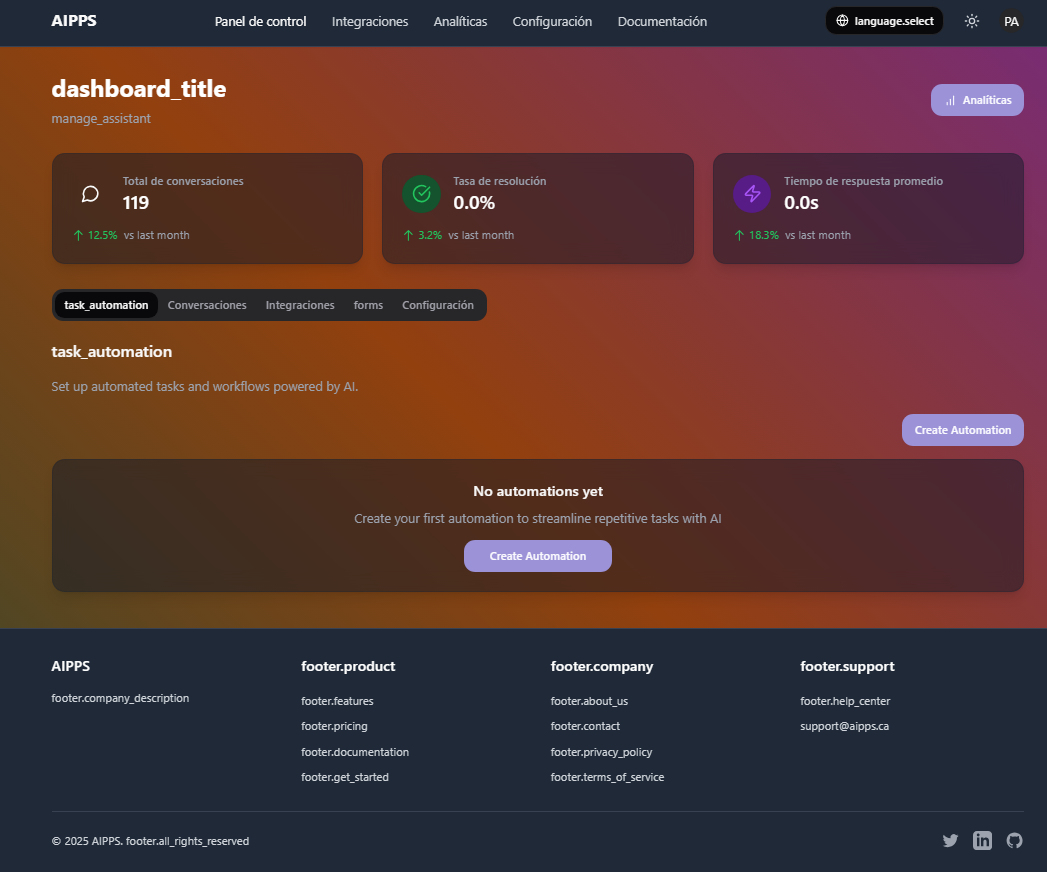 AIPPS
Panel de control Integraciones Analíticas Configuración Documentación
language.select
PA
dashboard_title
manage_assistant
Analíticas
Total de conversaciones
119
12.5% vs last month
Tasa de resolución
0.0%
3.2% vs last month
Tiempo de respuesta promedio
0.0s
18.3% vs last month
task_automation Conversaciones Integraciones forms Configuración
task_automation
Set up automated tasks and workflows powered by AI.
Create Automation
No automations yet
Create your first automation to streamline repetitive tasks with AI
Create Automation
AIPPS
footer.company_description
footer.product
footer.features
footer.pricing
footer.documentation
footer.get_started
footer.company
footer.about_us
footer.contact
footer.privacy_policy
footer.terms_of_service
footer.support
footer.help_center
support@aipps.ca
© 2025 AIPPS. footer.all_rights_reserved
in